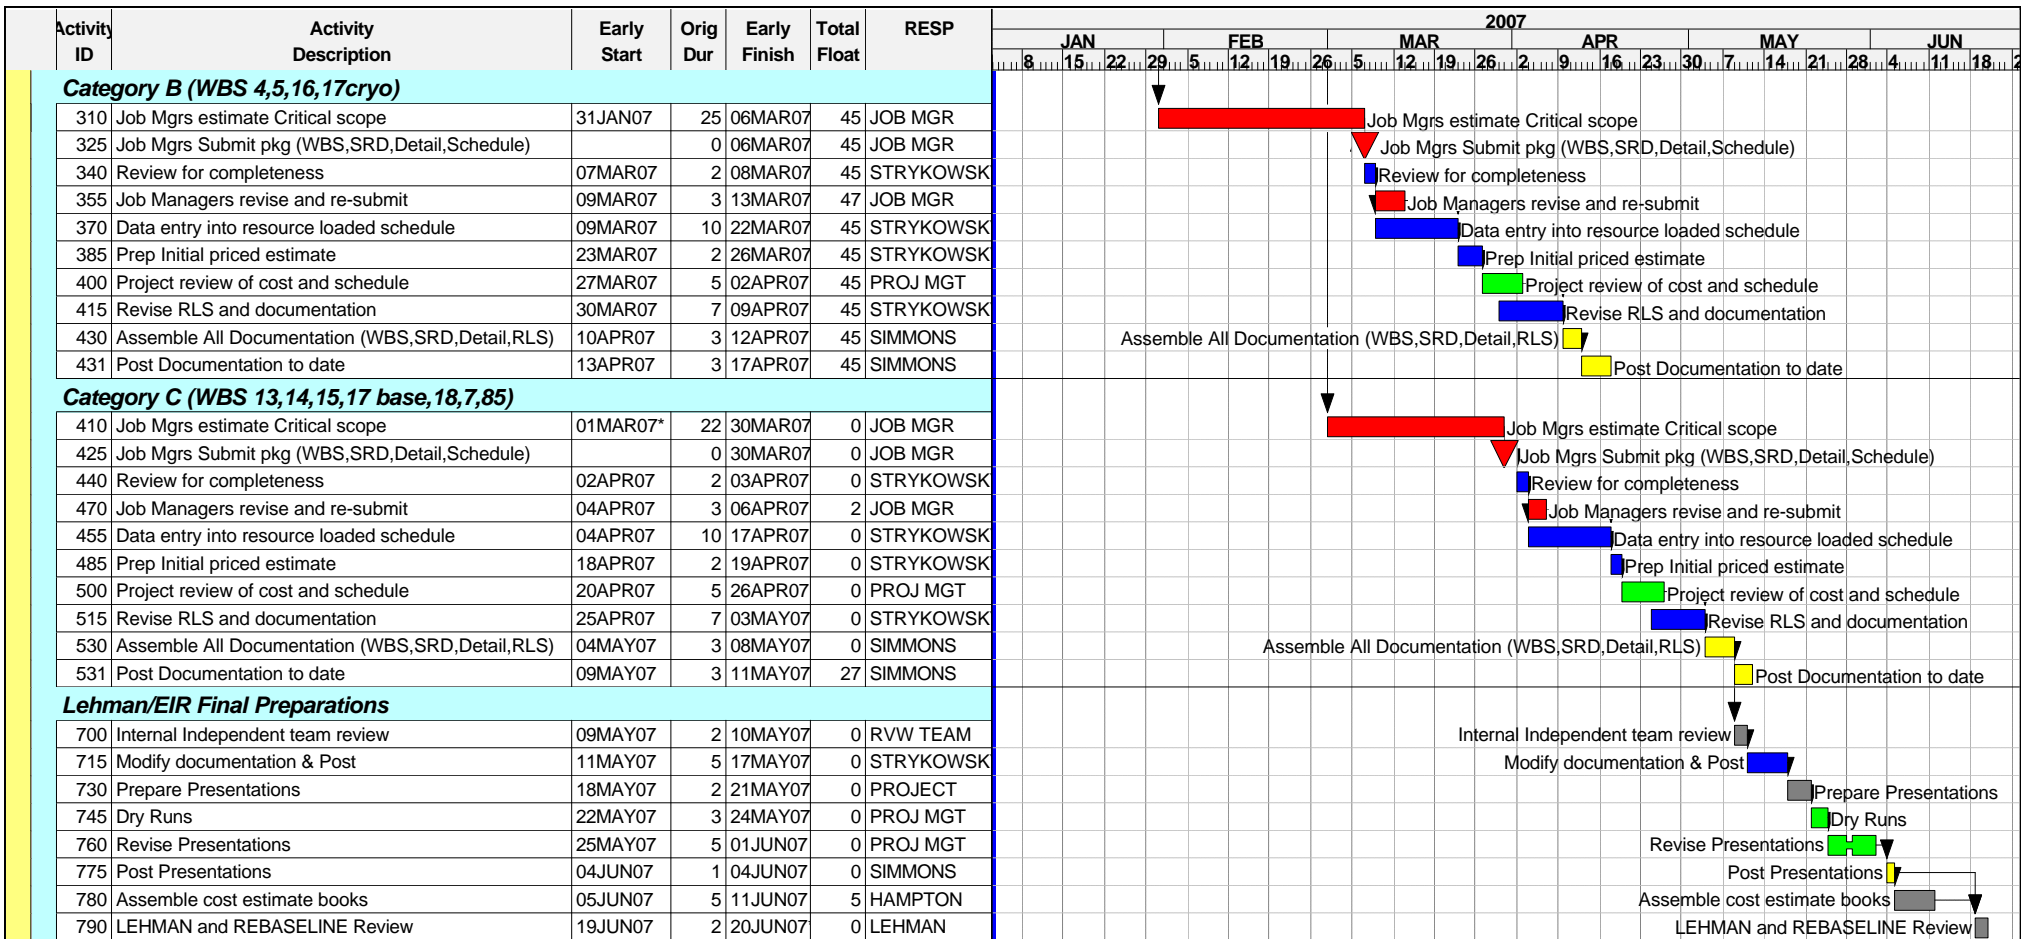 Activity Activity Early Orig Early Total RESP 2007
ID Description Start Dur Finish Float
JAN FEB MAR APR MAY JUN
8 15 22 29 5 12 19 26 5 12 19 26 2 9 16 23 30 7 14 21 28 4 11 18
Category B (WBS 4,5,16,17cryo)
310 Job Mgrs estimate Critical scope 31JAN07 25 06MAR07 45 JOB MGR Job Mgrs estimate Critical scope
325 Job Mgrs Submit pkg (WBS,SRD,Detail,Schedule) 0 06MAR07 45 JOB MGR Job Mgrs Submit pkg (WBS,SRD,Detail,Schedule)
340 Review for completeness 07MAR07 2 08MAR07 45 STRYKOWSK Review for completeness
355 Job Managers revise and re-submit 09MAR07 3 13MAR07 47 JOB MGR Job Managers revise and re-submit
370 Data entry into resource loaded schedule 09MAR07 10 22MAR07 45 STRYKOWSK Data entry into resource loaded schedule
385 Prep Initial priced estimate 23MAR07 2 26MAR07 45 STRYKOWSK Prep Initial priced estimate
400 Project review of cost and schedule 27MAR07 5 02APR07 45 PROJ MGT Project review of cost and schedule
415 Revise RLS and documentation 30MAR07 7 09APR07 45 STRYKOWSK Revise RLS and documentation
430 Assemble All Documentation (WBS,SRD,Detail,RLS) 10APR07 3 12APR07 45 SIMMONS Assemble All Documentation (WBS,SRD,Detail,RLS)
431 Post Documentation to date 13APR07 3 17APR07 45 SIMMONS Post Documentation to date
Category C (WBS 13,14,15,17 base,18,7,85)
410 Job Mgrs estimate Critical scope 01MAR07* 22 30MAR07 0 JOB MGR Job Mgrs estimate Critical scope
425 Job Mgrs Submit pkg (WBS,SRD,Detail,Schedule) 0 30MAR07 0 JOB MGR Job Mgrs Submit pkg (WBS,SRD,Detail,Schedule)
440 Review for completeness 02APR07 2 03APR07 0 STRYKOWSK Review for completeness
470 Job Managers revise and re-submit 04APR07 3 06APR07 2 JOB MGR Job Managers revise and re-submit
455 Data entry into resource loaded schedule 04APR07 10 17APR07 0 STRYKOWSK Data entry into resource loaded schedule
485 Prep Initial priced estimate 18APR07 2 19APR07 0 STRYKOWSK Prep Initial priced estimate
500 Project review of cost and schedule 20APR07 5 26APR07 0 PROJ MGT Project review of cost and schedule
515 Revise RLS and documentation 25APR07 7 03MAY07 0 STRYKOWSK Revise RLS and documentation
530 Assemble All Documentation (WBS,SRD,Detail,RLS) 04MAY07 3 08MAY07 0 SIMMONS Assemble All Documentation (WBS,SRD,Detail,RLS)
531 Post Documentation to date 09MAY07 3 11MAY07 27 SIMMONS Post Documentation to date
Lehman/EIR Final Preparations
700 Internal Independent team review 09MAY07 2 10MAY07 0 RVW TEAM Internal Independent team review
715 Modify documentation & Post 11MAY07 5 17MAY07 0 STRYKOWSK Modify documentation & Post
730 Prepare Presentations 18MAY07 2 21MAY07 0 PROJECT Prepare Presentations
745 Dry Runs 22MAY07 3 24MAY07 0 PROJ MGT Dry Runs
760 Revise Presentations 25MAY07 5 01JUN07 0 PROJ MGT Revise Presentations
775 Post Presentations 04JUN07 1 04JUN07 0 SIMMONS Post Presentations
780 Assemble cost estimate books 05JUN07 5 11JUN07 5 HAMPTON Assemble cost estimate books
790 LEHMAN and REBASELINE Review 19JUN07 2 20JUN07 0 LEHMAN LEHMAN and REBASELINE Review